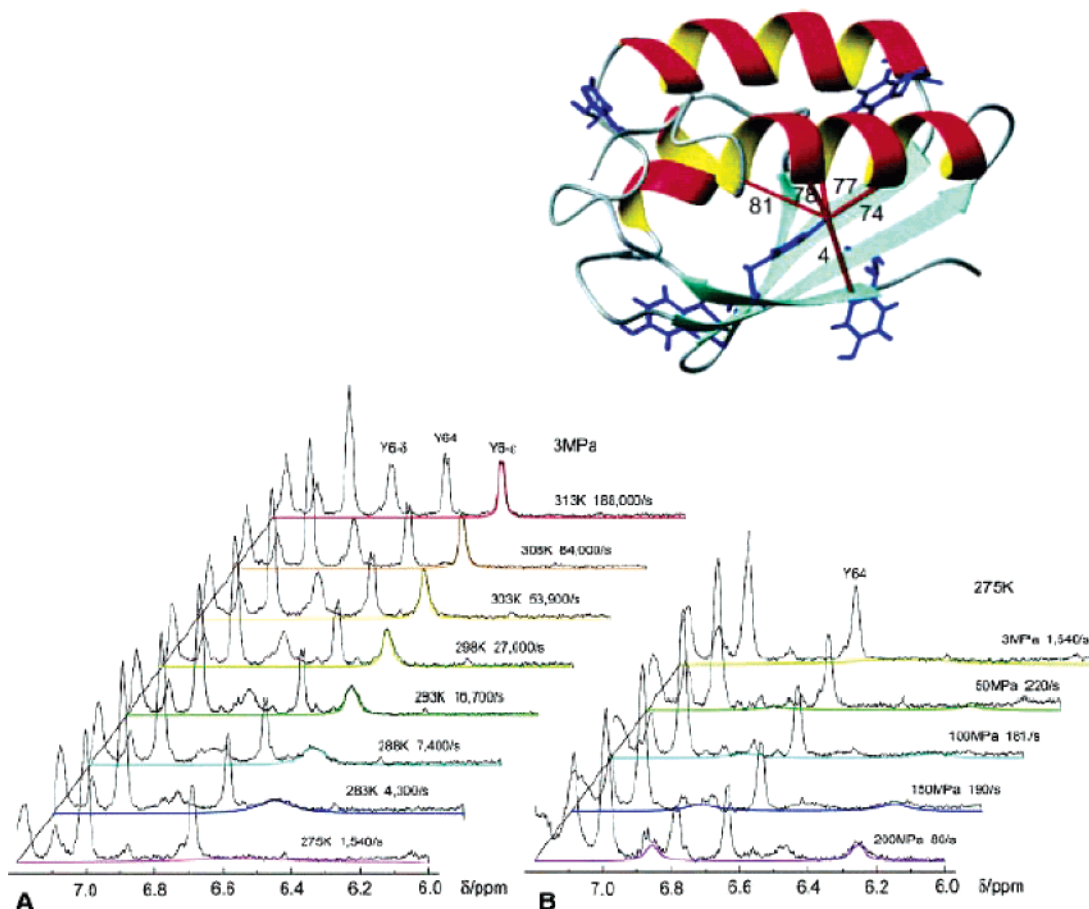 81
78
77
74
4
Y6-δ
Y64
Y6-ε
3MPa
313K 188,000/s
308K 84,000/s
303K 53,900/s
298K 27,600/s
293K 16,700/s
288K 7,400/s
283K 4,300/s
275K 1,540/s
7.0 6.8 6.6 6.4 6.2 6.0 δ/ppm
A
Y64
275K
3MPa 1,540/s
50MPa 220/s
100MPa 181/s
150MPa 190/s
200MPa 80/s
7.0 6.8 6.6 6.4 6.2 6.0 δ/ppm
B